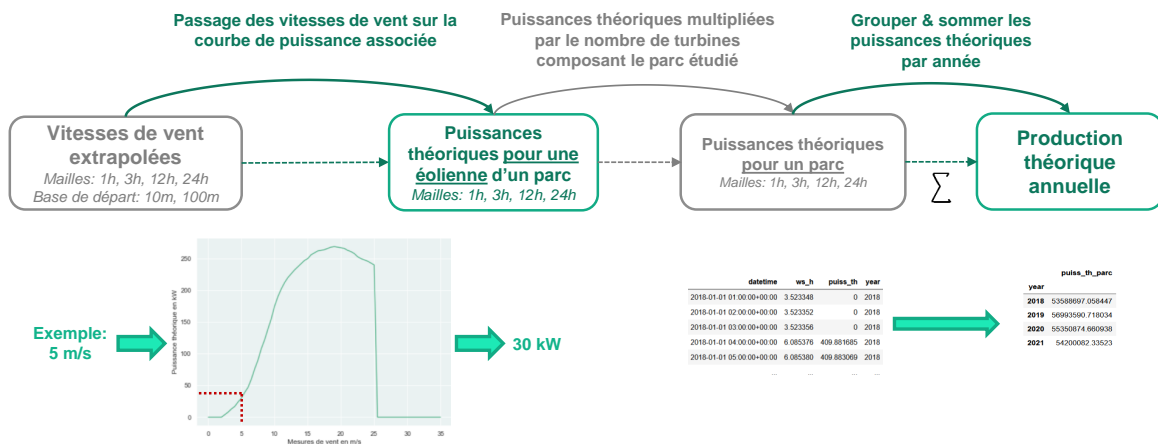 Passage des vitesses de vent sur la
courbe de puissance associée
Puissances théoriques multipliées
par le nombre de turbines
composant le parc étudié
Grouper & sommer les
puissances théoriques
par année
Vitesses de vent
extrapolées
Mailles: 1h, 3h, 12h, 24h
Base de départ: 10m, 100m
Puissances
théoriques pour une
éolienne d'un parc
Mailles: 1h, 3h, 12h, 24h
Puissances théoriques
pour un parc
Mailles: 1h, 3h, 12h, 24h
∑
Production
théorique
annuelle
Exemple:
5 m/s
Puissance théorique en kW
250
200
150
100
50
0
0 5 10 15 20 25 30 35
Mesures de vent en m/s
30 kW
datetime ws_h puiss_th year
2018-01-01 01:00:00+00:00 3.523348 0 2018
2018-01-01 02:00:00+00:00 3.523352 0 2018
2018-01-01 03:00:00+00:00 3.523356 0 2018
2018-01-01 04:00:00+00:00 6.085376 409.881685 2018
2018-01-01 05:00:00+00:00 6.085380 409.883069 2018
... ... ... ...
puiss_th_parc
year
2018 53588697.058447
2019 56993590.718034
2020 55350874.660938
2021 54200082.33523